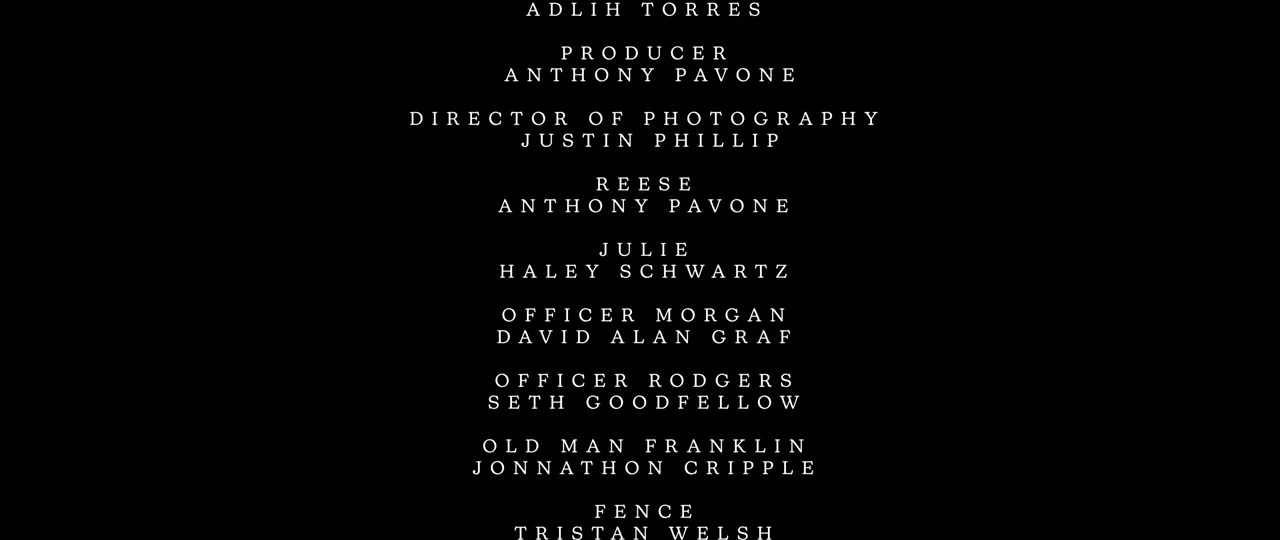 ADLIH TORRES
PRODUCER
ANTHONY PAVONE
DIRECTOR OF PHOTOGRAPHY
JUSTIN PHILLIP
REESE
ANTHONY PAVONE
JULIE
HALEY SCHWARTZ
OFFICER MORGAN
DAVID ALAN GRAF
OFFICER RODGERS
SETH GOODFELLOW
OLD MAN FRANKLIN
JONNATHON CRIPPLE
FENCE
TRISTAN WELSH